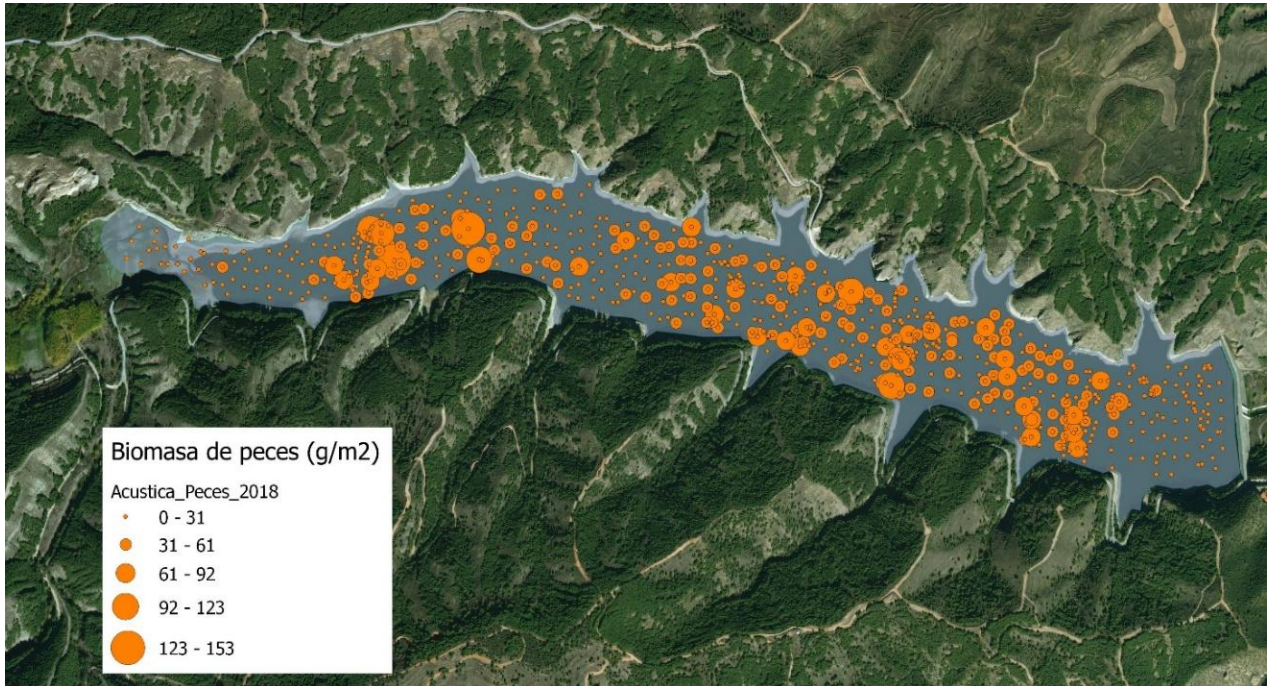 Biomasa de peces (g/m2)
Acustica_Peces_2018
0 - 31
31 - 61
61 - 92
92 - 123
123 - 153